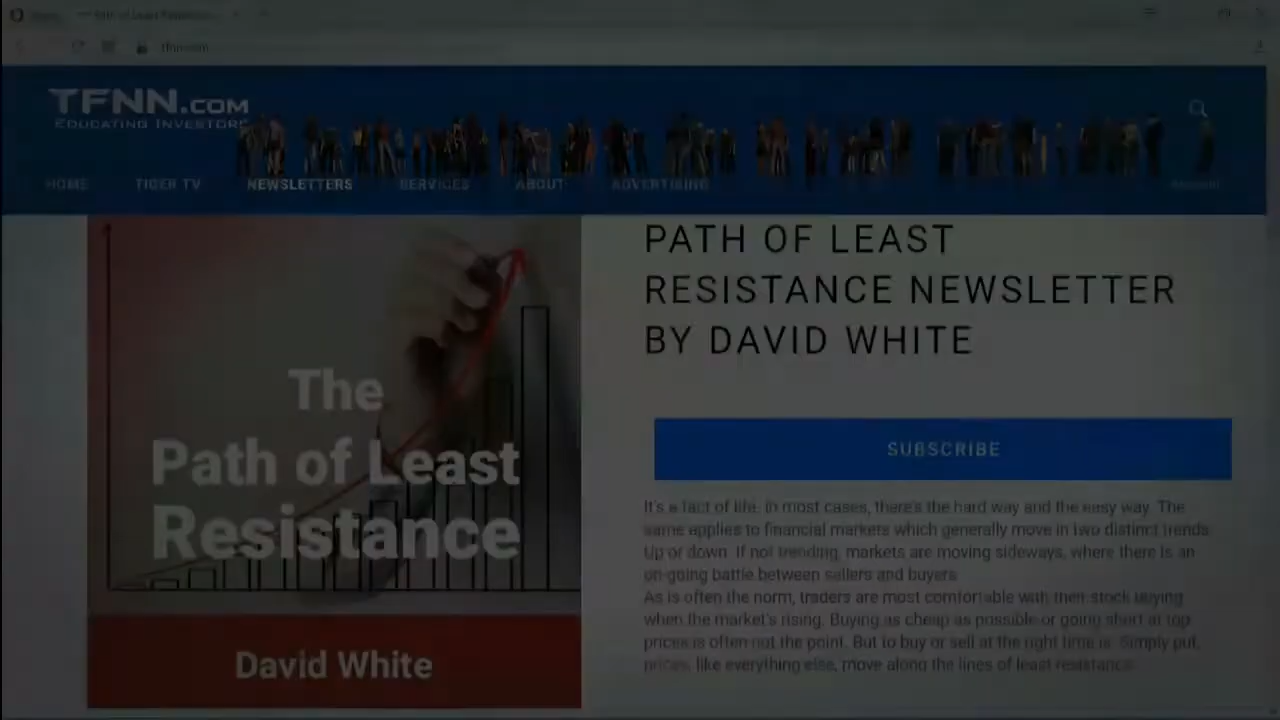 Path of Least Resistance
TFNN.COM
EDUCATING INVESTORS
HOME TIGER TV NEWSLETTERS SERVICES ABOUT ADVERTISING
PATH OF LEAST
RESISTANCE NEWSLETTER
BY DAVID WHITE
The
Path of Least
Resistance
David White
SUBSCRIBE
It's a fact of life. In most cases, there's the hard way and the easy way. The
same applies to financial markets which generally move in two distinct trends.
Up or down. If not trending, markets are moving sideways, where there is an
on-going battle between sellers and buyers.
As is often the norm, traders are most comfortable with their stock buying
when the market's rising. Buying as cheap as possible or going short at top
prices is often not the point. But to buy or sell at the right time is. Simply put,
prices, like everything else, move along the lines of least resistance.